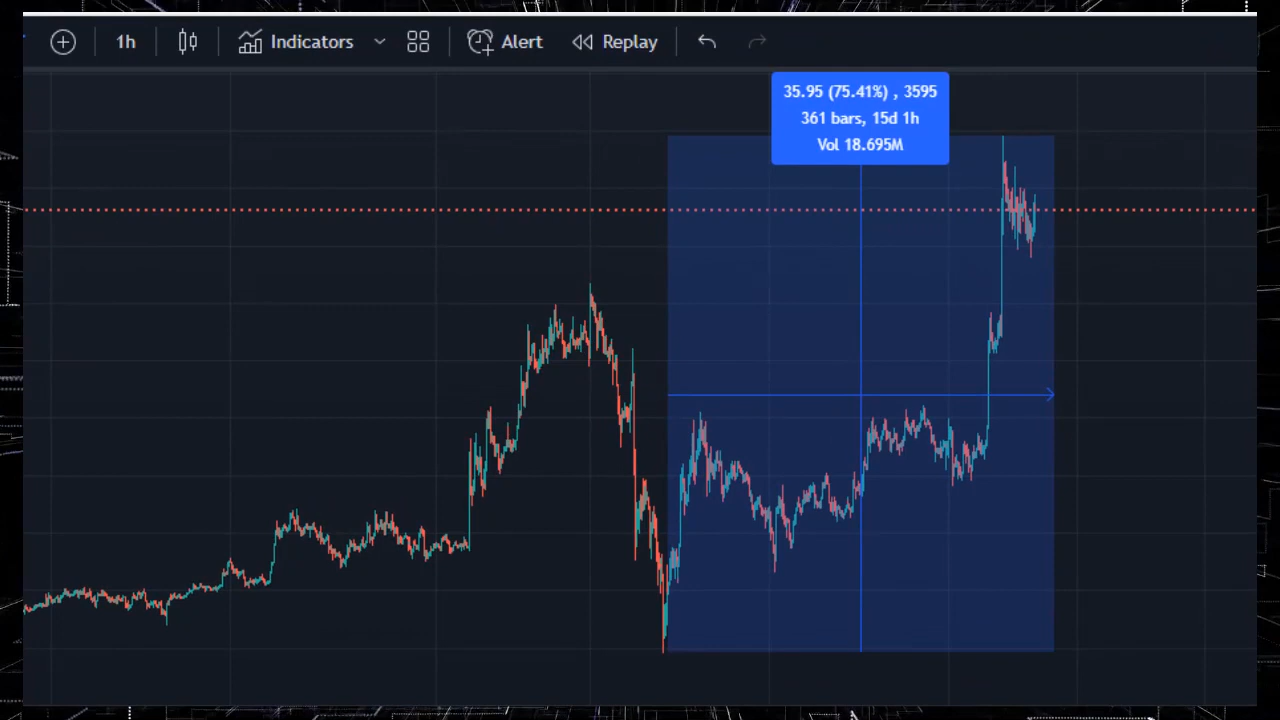 1h
Indicators
Alert
Replay
35.95 (75.41%) , 3595
361 bars, 15d 1h
Vol 18.695M